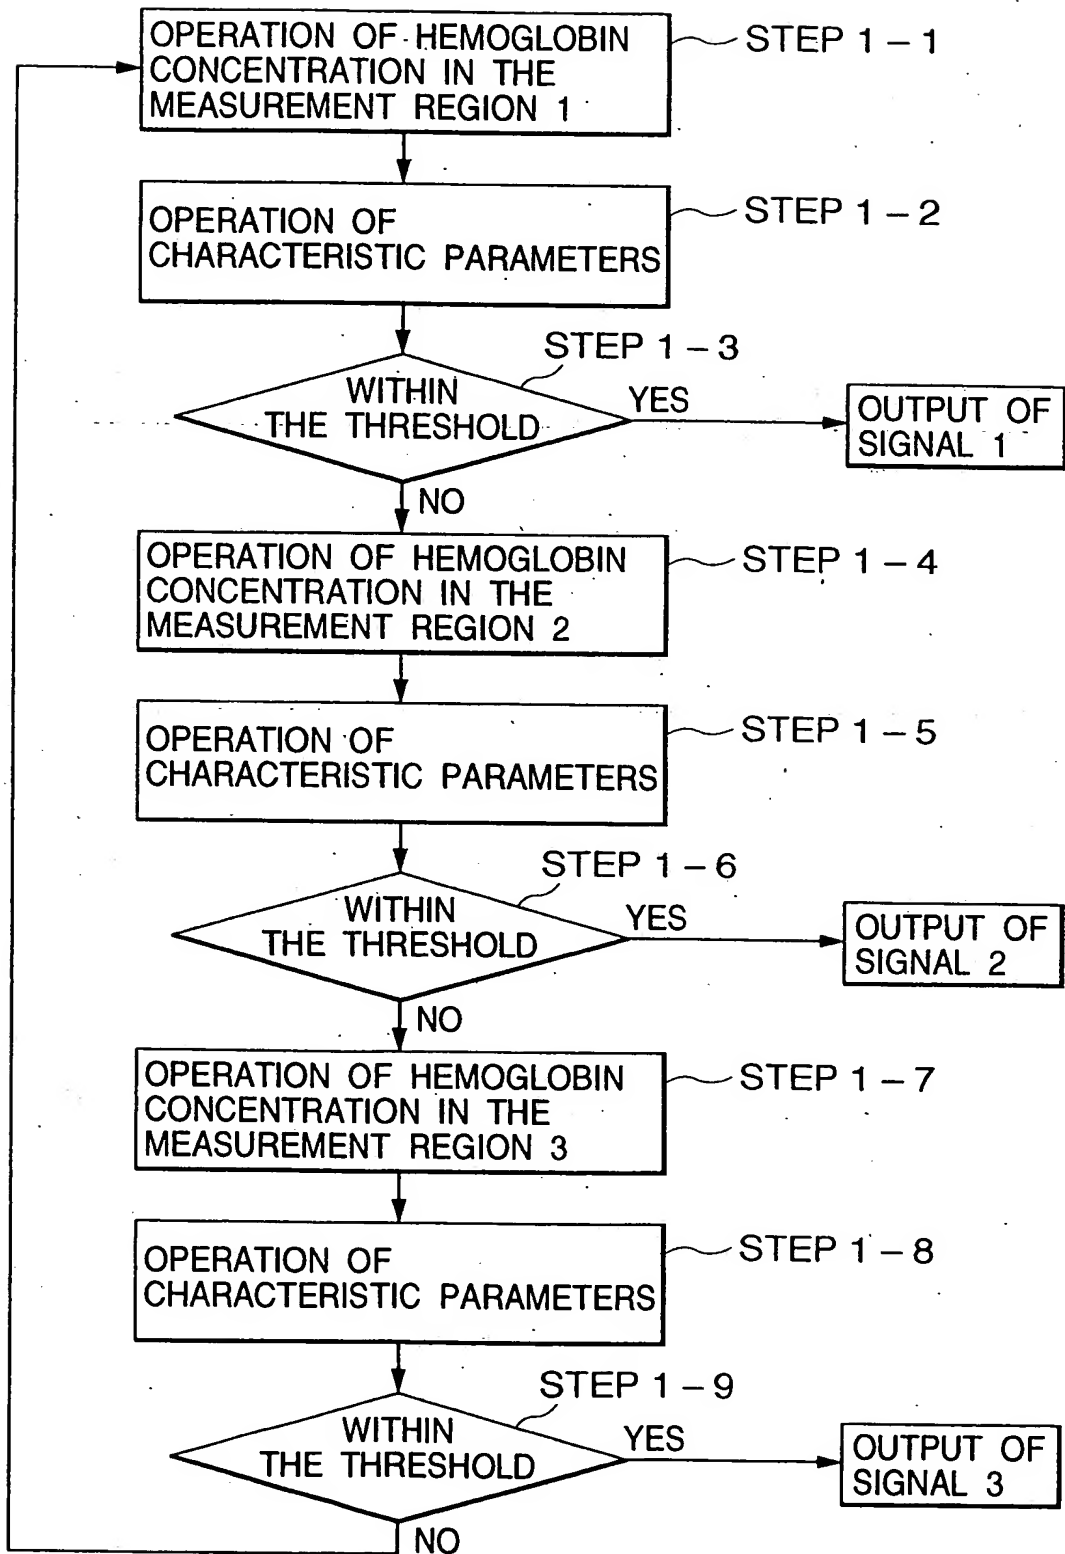 OPERATION OF HEMOGLOBIN
CONCENTRATION IN THE
MEASUREMENT REGION 1
STEP 1-1
OPERATION OF
CHARACTERISTIC PARAMETERS
STEP 1-2
STEP 1-3
WITHIN
THE THRESHOLD
YES
OUTPUT OF
SIGNAL 1
NO
OPERATION OF HEMOGLOBIN
CONCENTRATION IN THE
MEASUREMENT REGION 2
STEP 1-4
OPERATION OF
CHARACTERISTIC PARAMETERS
STEP 1-5
STEP 1-6
WITHIN
THE THRESHOLD
YES
OUTPUT OF
SIGNAL 2
NO
OPERATION OF HEMOGLOBIN
CONCENTRATION IN THE
MEASUREMENT REGION 3
STEP 1-7
OPERATION OF
CHARACTERISTIC PARAMETERS
STEP 1-8
STEP 1-9
WITHIN
THE THRESHOLD
YES
OUTPUT OF
SIGNAL 3
NO